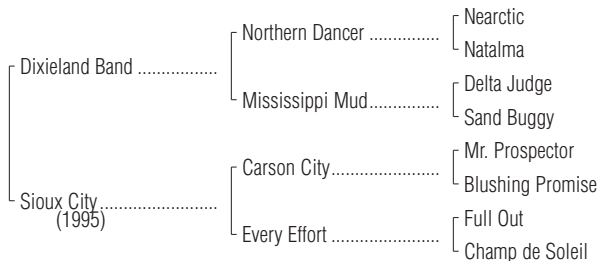 Nearctic
Northern Dancer ...............
Natalma
Dixieland Band .................
Delta Judge
Mississippi Mud...............
Sand Buggy
Mr. Prospector
Carson City.......................
Blushing Promise
Sioux City.........................
(1995)
Full Out
Every Effort .......................
Champ de Soleil